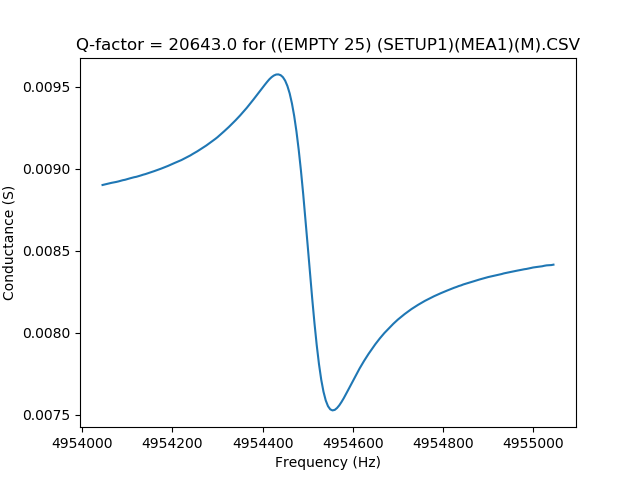 Q-factor = 20643.0 for ((EMPTY 25) (SETUP1)(MEA1)(M).CSV
0.0095
0.0090
0.0085
0.0080
0.0075
Conductance (S)
4954000 4954200 4954400 4954600 4954800 4955000
Frequency (Hz)